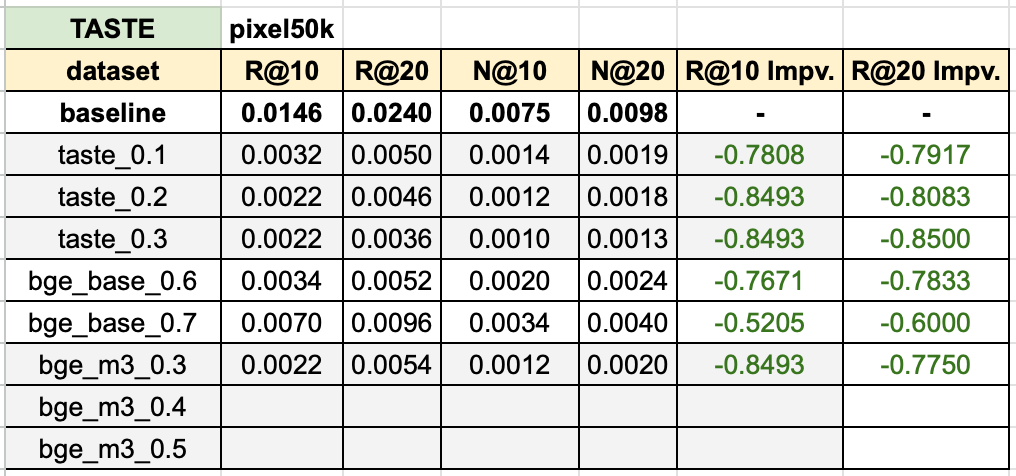 TASTE pixel50k
dataset R@10 R@20 N@10 N@20 R@10 Impv. R@20 Impv.
baseline 0.0146 0.0240 0.0075 0.0098 - -
taste_0.1 0.0032 0.0050 0.0014 0.0019 -0.7808 -0.7917
taste_0.2 0.0022 0.0046 0.0012 0.0018 -0.8493 -0.8083
taste_0.3 0.0022 0.0036 0.0010 0.0013 -0.8493 -0.8500
bge_base_0.6 0.0034 0.0052 0.0020 0.0024 -0.7671 -0.7833
bge_base_0.7 0.0070 0.0096 0.0034 0.0040 -0.5205 -0.6000
bge_m3_0.3 0.0022 0.0054 0.0012 0.0020 -0.8493 -0.7750
bge_m3_0.4
bge_m3_0.5